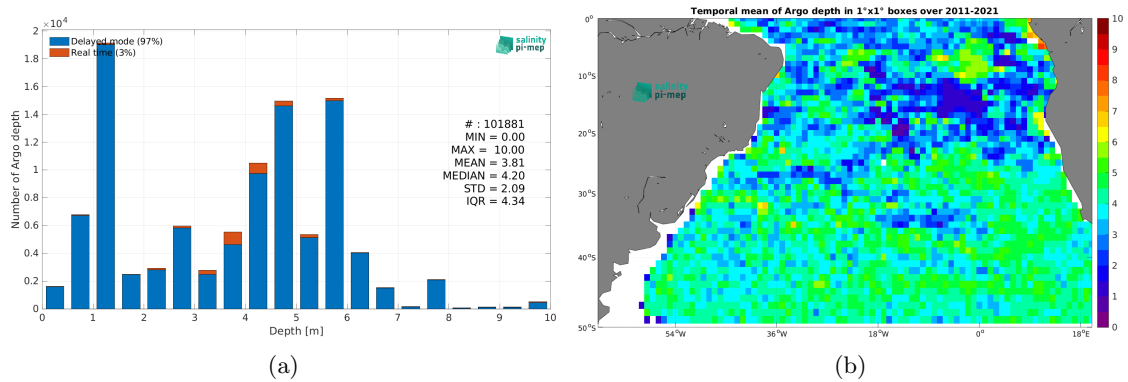 ×10⁴
2
1.8
1.6
1.4
1.2
1
0.8
0.6
0.4
0.2
0
Number of Argo depth
Delayed mode (97%)
Real time (3%)
salinity
pi-mep
# : 101881
MIN = 0.00
MAX = 10.00
MEAN = 3.81
MEDIAN = 4.20
STD = 2.09
IQR = 4.34
0 1 2 3 4 5 6 7 8 9 10
Depth [m]
(a)
Temporal mean of Argo depth in 1°x1° boxes over 2011-2021
0°
10°S
20°S
30°S
40°S
50°S
salinity
pi-mep
54°W 36°W 18°W 0° 18°E
10
9
8
7
6
5
4
3
2
1
0
(b)